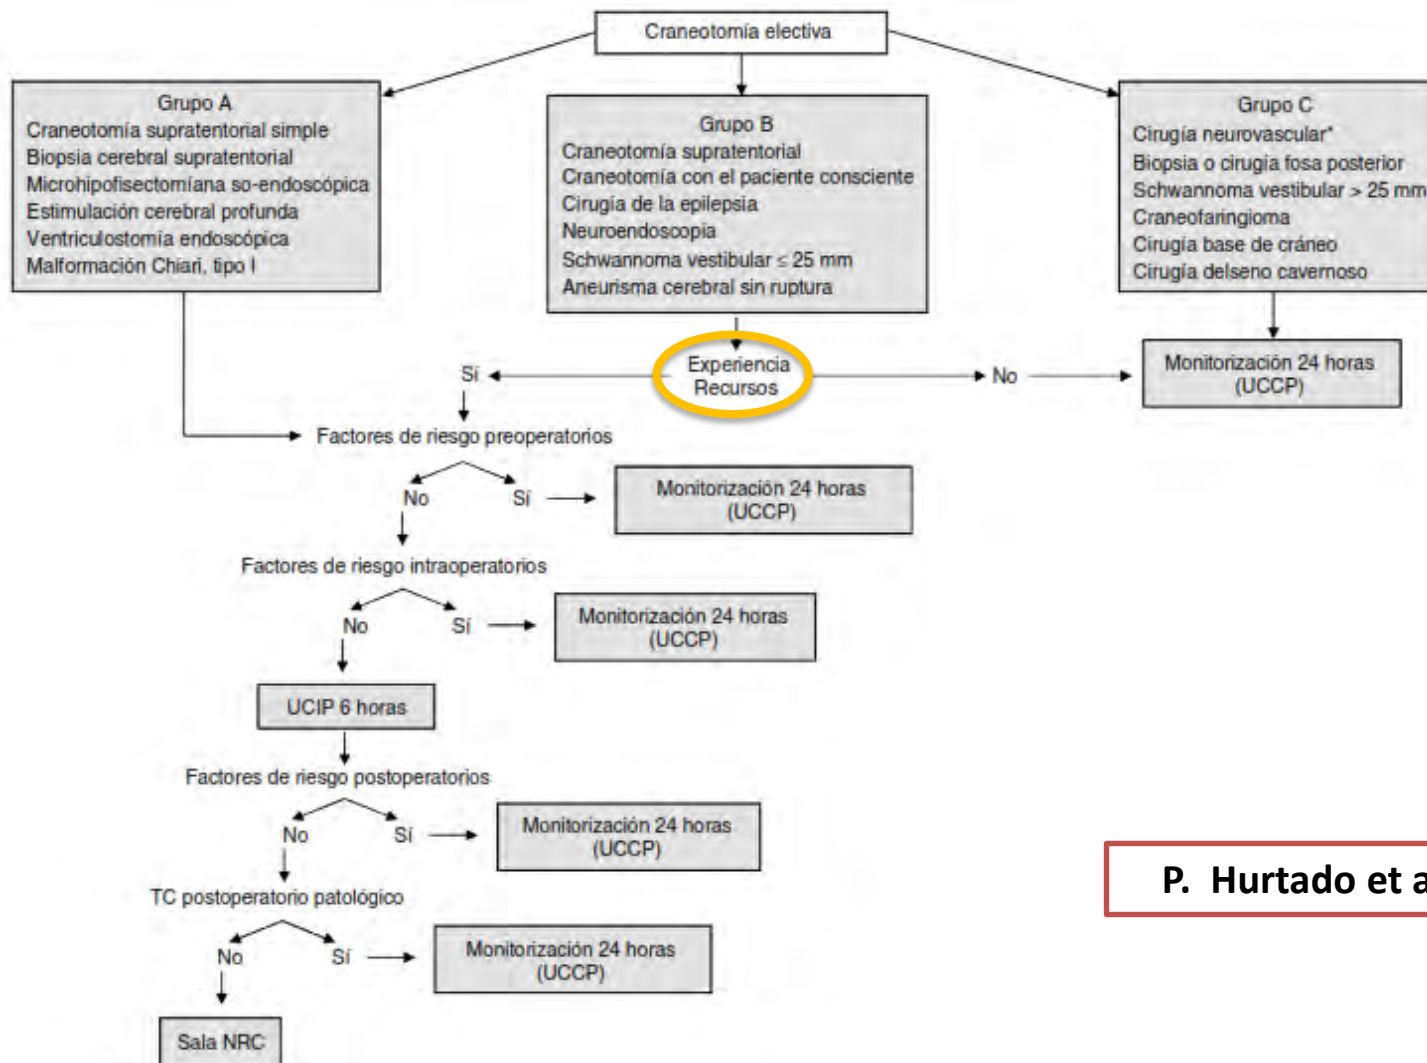 Craneotomía electiva
Grupo A
Craneotomía supratentorial simple
Biopsia cerebral supratentorial
Microhipofisectomíana so-endoscópica
Estimulación cerebral profunda
Ventriculostomía endoscópica
Malformación Chiari, tipo I
Grupo B
Craneotomía supratentorial
Craneotomía con el paciente consciente
Cirugía de la epilepsia
Neuroendoscopia
Schwannoma vestibular ≤ 25 mm
Aneurisma cerebral sin ruptura
Grupo C
Cirugía neurovascular*
Biopsia o cirugía fosa posterior
Schwannoma vestibular > 25 mm
Craneofaringioma
Cirugía base de cráneo
Cirugía delseno cavernoso
Sí
Experiencia
Recursos
No
Monitorización 24 horas
(UCCP)
Factores de riesgo preoperatorios
No
Sí
Monitorización 24 horas
(UCCP)
Factores de riesgo intraoperatorios
No
Sí
Monitorización 24 horas
(UCCP)
UCIP 6 horas
Factores de riesgo postoperatorios
No
Sí
Monitorización 24 horas
(UCCP)
TC postoperatorio patológico
No
Sí
Monitorización 24 horas
(UCCP)
Sala NRC
P. Hurtado et a